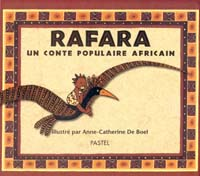 RAFARA
UN CONTE POPULAIRE AFRICAIN
Illustré par Anne-Catherine De Boel
PASTEL